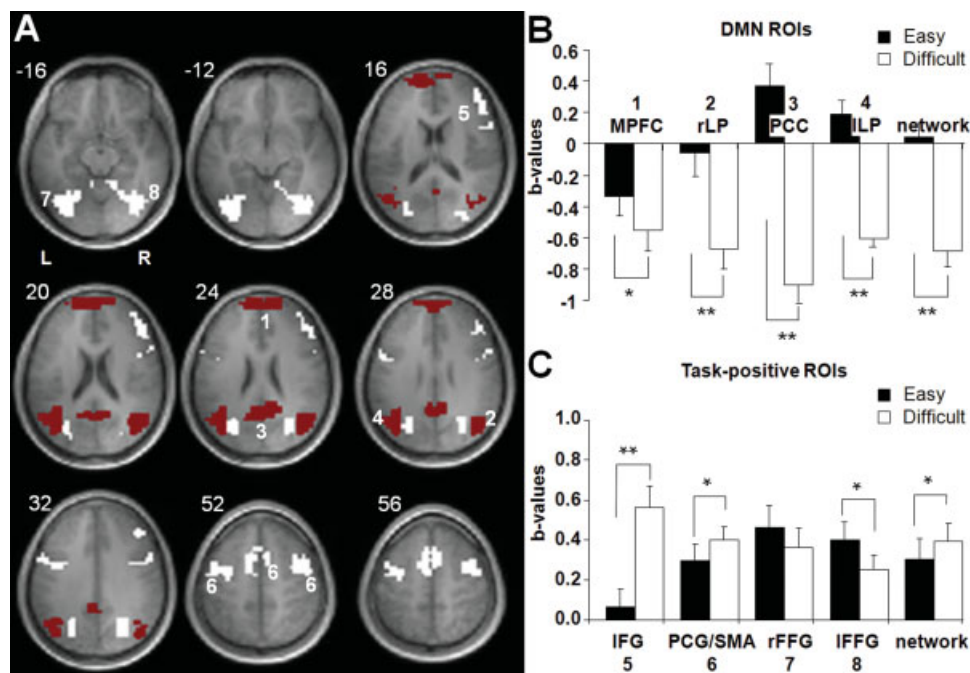 A
-16
-12
16
5
7
8
L
R
20
24
28
1
3
4
2
32
52
56
6
6
6
B
DMN ROIs
Easy
Difficult
b-values
0.6
0.4
0.2
0
-0.2
-0.4
-0.6
-0.8
-1
1 2 3 4
MPFC rLP PCC lLP network
* ** ** ** **
C
Task-positive ROIs
Easy
Difficult
b-values
1.0
0.8
0.6
0.4
0.2
0.0
** * * *
IFG PCG/SMA rFFG lFFG network
5 6 7 8